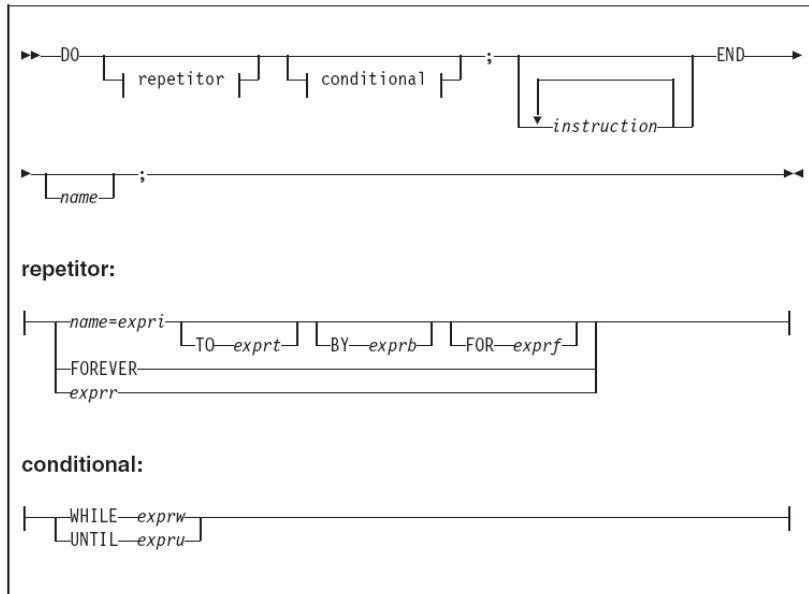 DO repetitor conditional ; instruction END
name ;
repetitor:
name=expri TO exprt BY exprb FOR exprf
FOREVER
exprr
conditional:
WHILE exprw
UNTIL expru